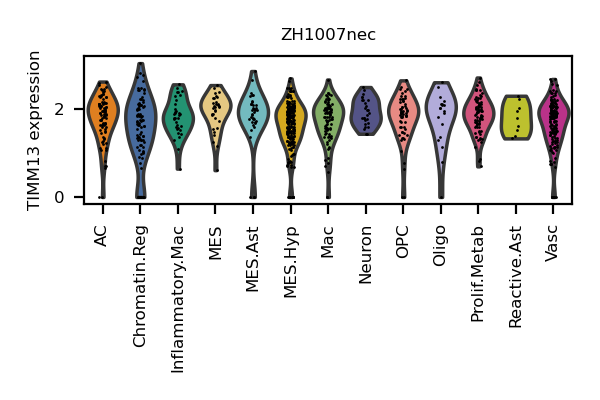 ZH1007nec
TIMM13 expression
2
0
AC
Chromatin.Reg
Inflammatory.Mac
MES
MES.Ast
MES.Hyp
Mac
Neuron
OPC
Oligo
Prolif.Metab
Reactive.Ast
Vasc